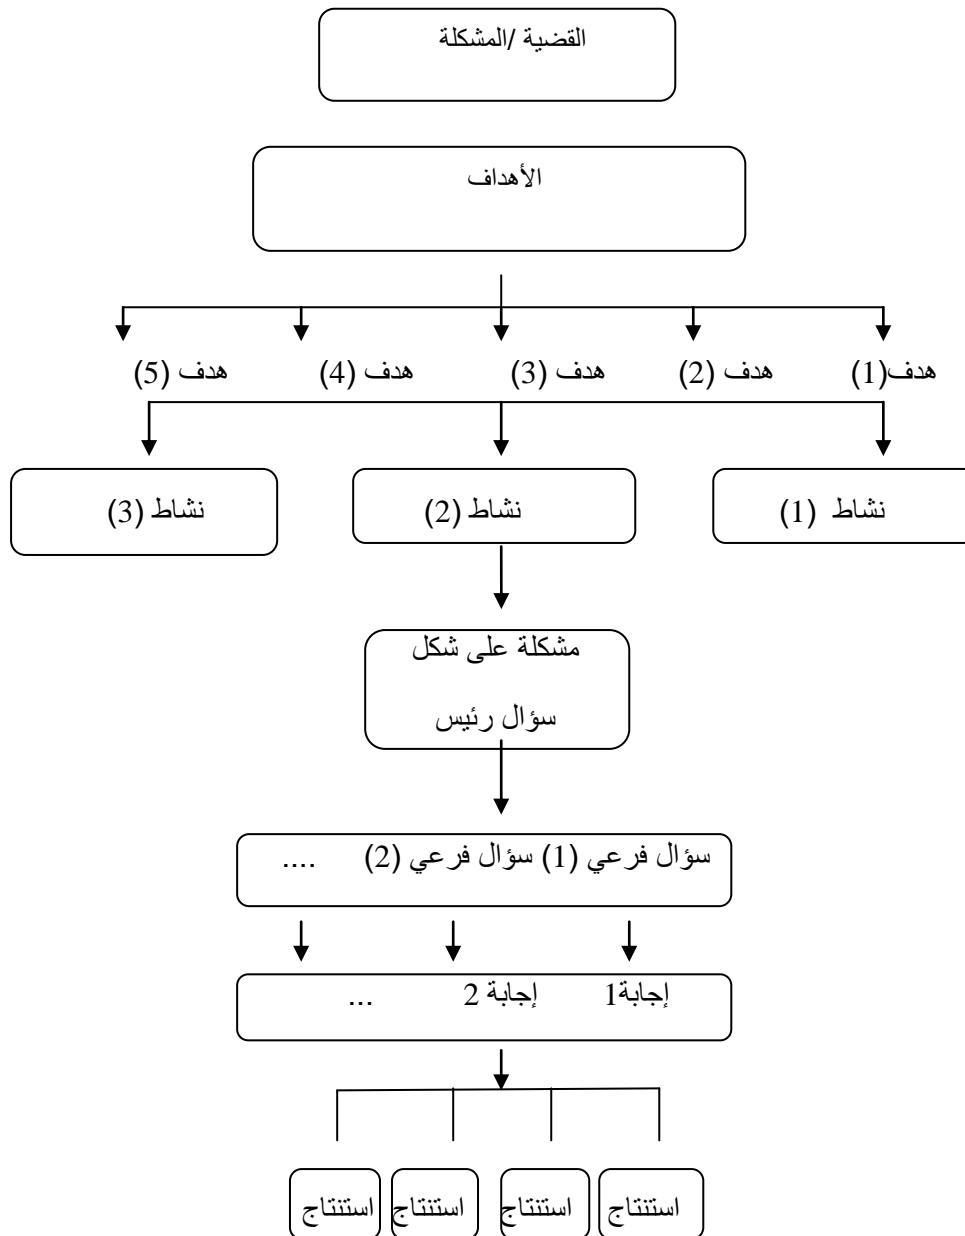 القضية /المشكلة
الأهداف
هدف(1) هدف (2) هدف (3) هدف (4) هدف (5)
نشاط (1) نشاط (2) نشاط (3)
مشكلة على شكل
سؤال رئيس
سؤال فرعي (1) سؤال فرعي (2) ....
إجابة1 إجابة 2 ...
استنتاج استنتاج استنتاج استنتاج